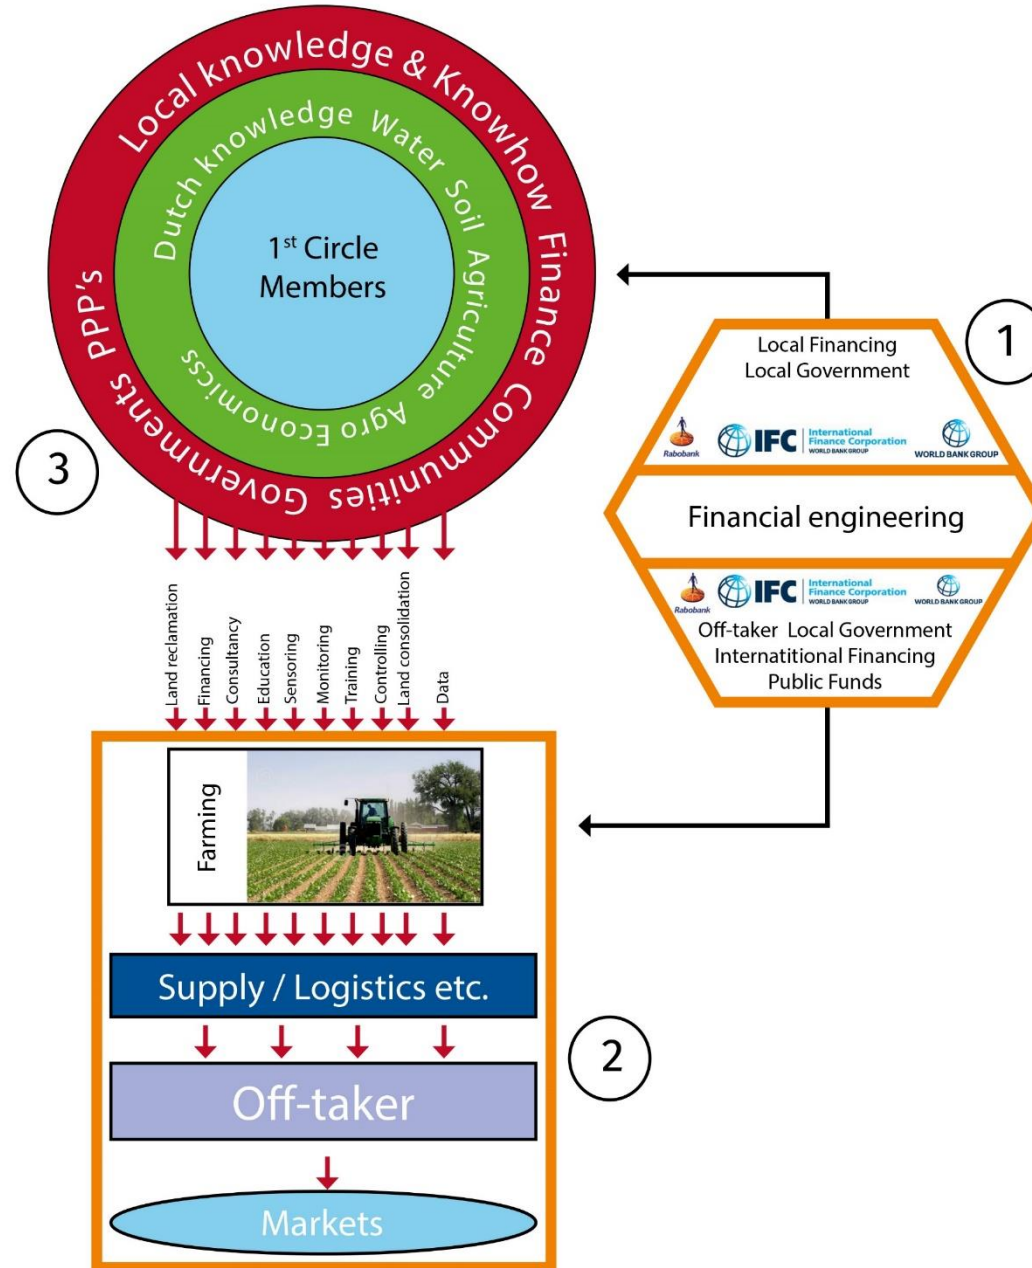 Local knowledge & Knowhow Finance Communities Governments PPP's
Dutch knowledge Water Soil Agriculture Agro Economicss
1st Circle
Members
1
Local Financing
Local Government
Rabobank
IFC International
Finance Corporation
WORLD BANK GROUP
WORLD BANK GROUP
Financial engineering
Rabobank
IFC International
Finance Corporation
WORLD BANK GROUP
WORLD BANK GROUP
Off-taker Local Government
Internatitional Financing
Public Funds
3
Land reclamation
Financing
Consultancy
Education
Sensoring
Monitoring
Training
Controlling
Land consolidation
Data
Farming
Supply / Logistics etc.
2
Off-taker
Markets